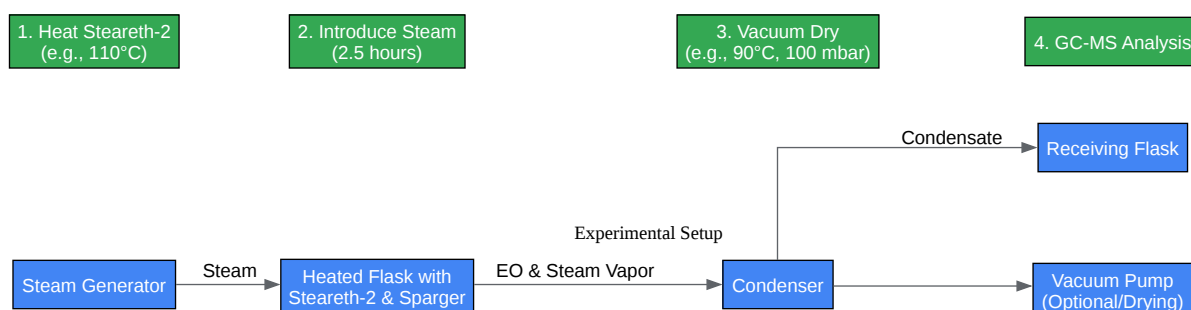 1. Heat Steareth-2
(e.g., 110°C)
2. Introduce Steam
(2.5 hours)
3. Vacuum Dry
(e.g., 90°C, 100 mbar)
4. GC-MS Analysis
Condensate
Receiving Flask
Experimental Setup
Steam Generator
Steam
Heated Flask with
Steareth-2 & Sparger
EO & Steam Vapor
Condenser
Vacuum Pump
(Optional/Drying)